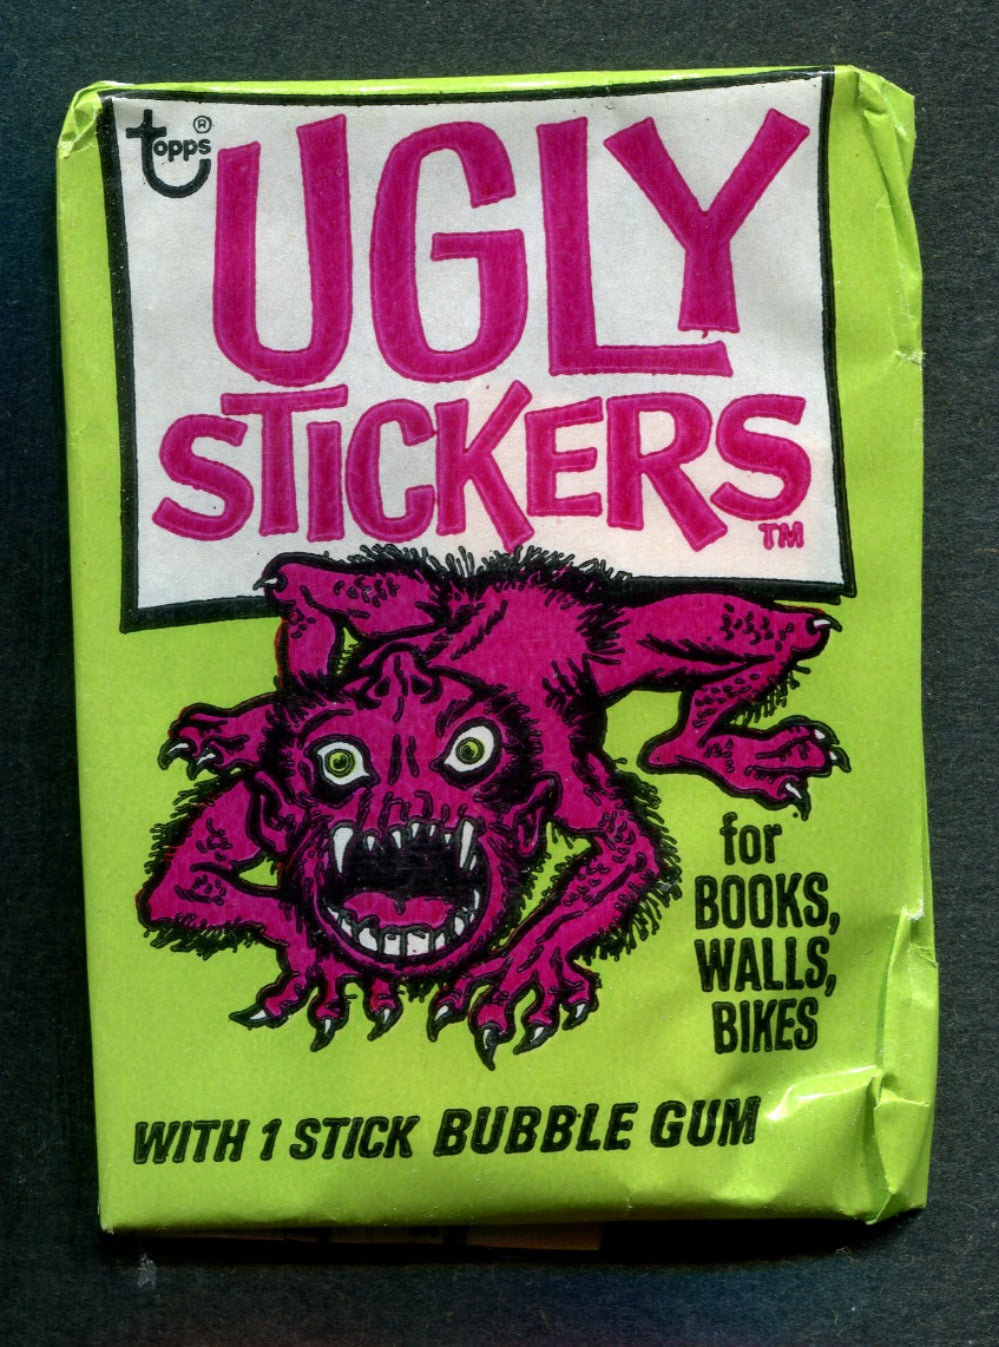 topps ®
UGLY
STICKERS
TM
for
BOOKS,
WALLS,
BIKES
WITH 1 STICK BUBBLE GUM